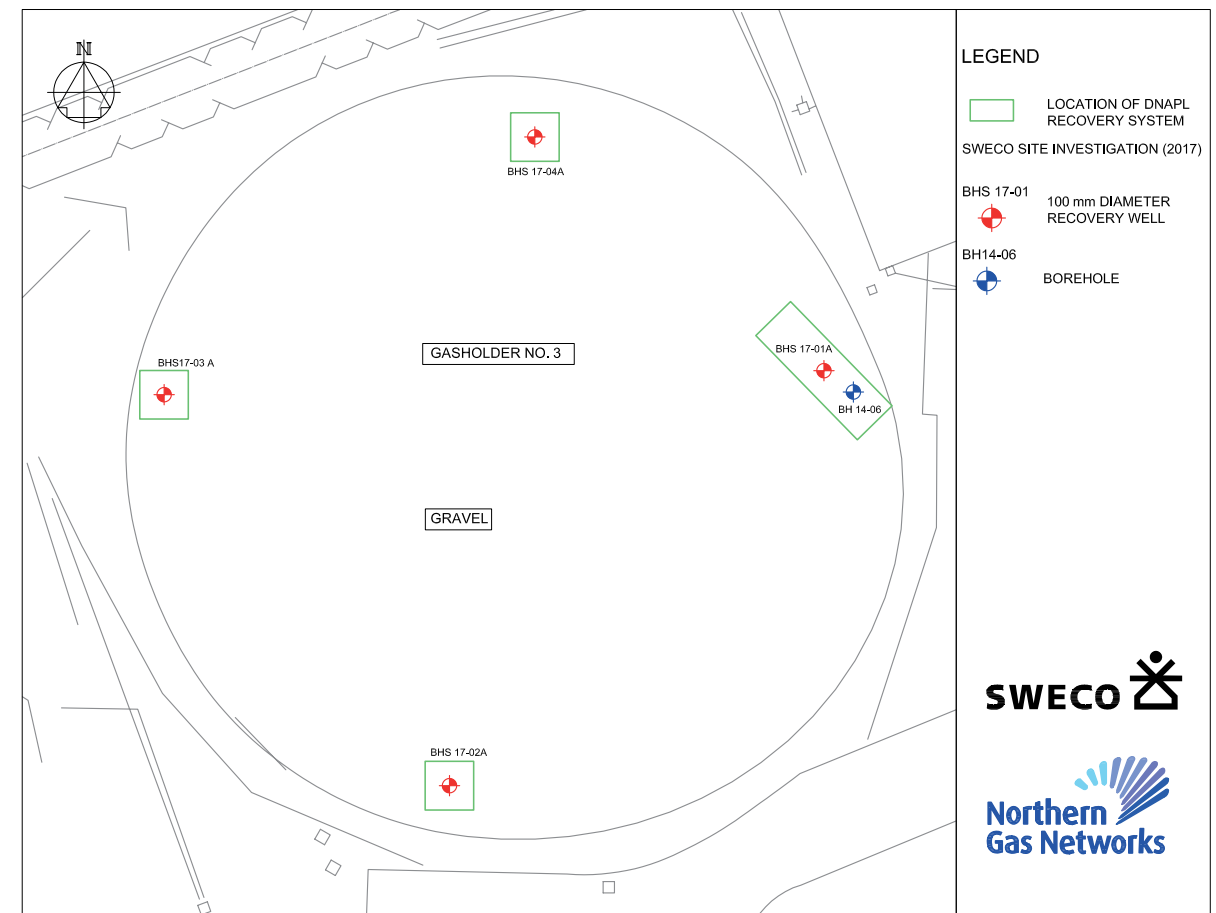 N
BHS 17-04A
GASHOLDER NO. 3
BHS17-03 A
BHS 17-01A
BH 14-06
GRAVEL
BHS 17-02A
LEGEND
LOCATION OF DNAPL
RECOVERY SYSTEM
SWECO SITE INVESTIGATION (2017)
BHS 17-01
100 mm DIAMETER
RECOVERY WELL
BH14-06
BOREHOLE
SWECO
Northern
Gas Networks